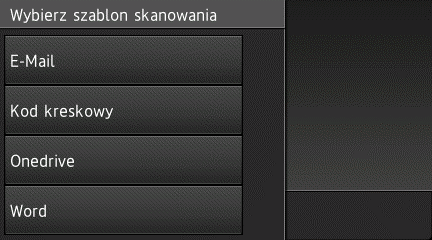 Wybierz szablon skanowania
E-Mail
Kod kreskowy
Onedrive
Word